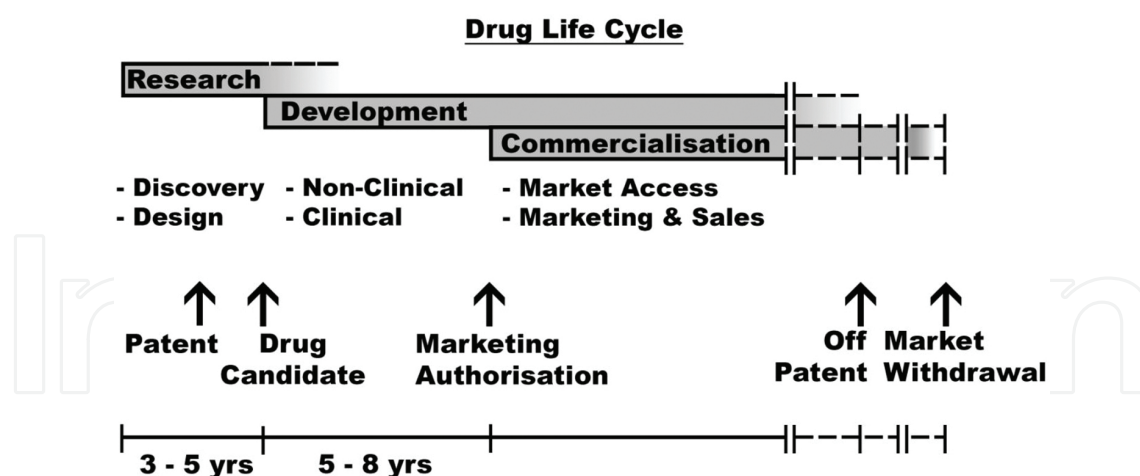 Drug Life Cycle
Research
Development
Commercialisation
- Discovery
- Design
- Non-Clinical
- Clinical
- Market Access
- Marketing & Sales
Patent
Drug
Candidate
Marketing
Authorisation
Off
Patent
Market
Withdrawal
3 - 5 yrs
5 - 8 yrs